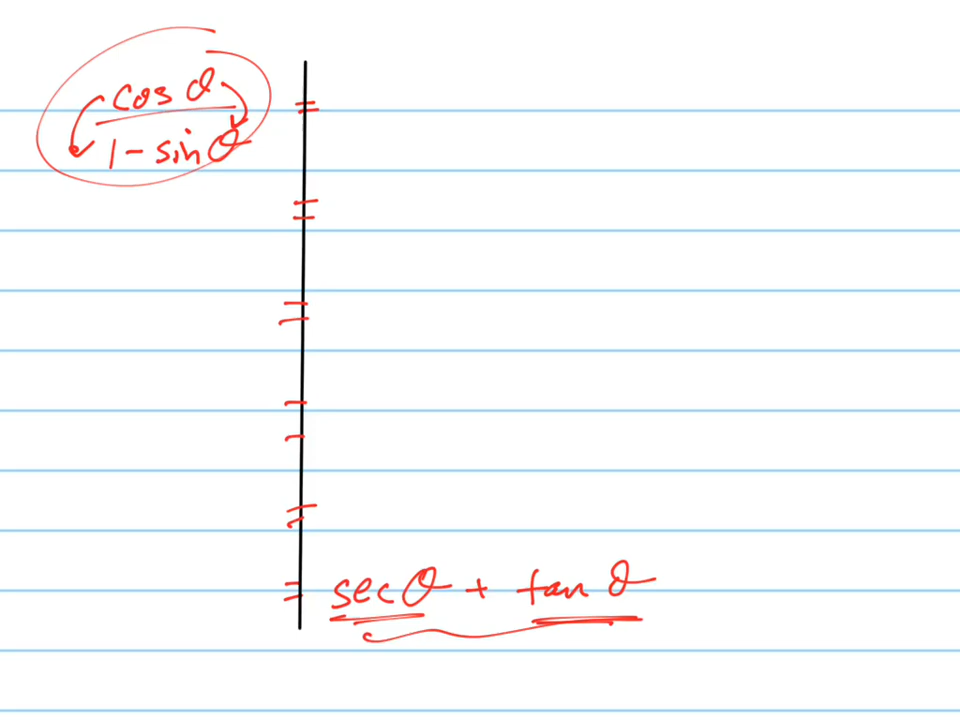 cos θ
1 - sin θ
=
=
=
=
=
= sec θ + tan θ